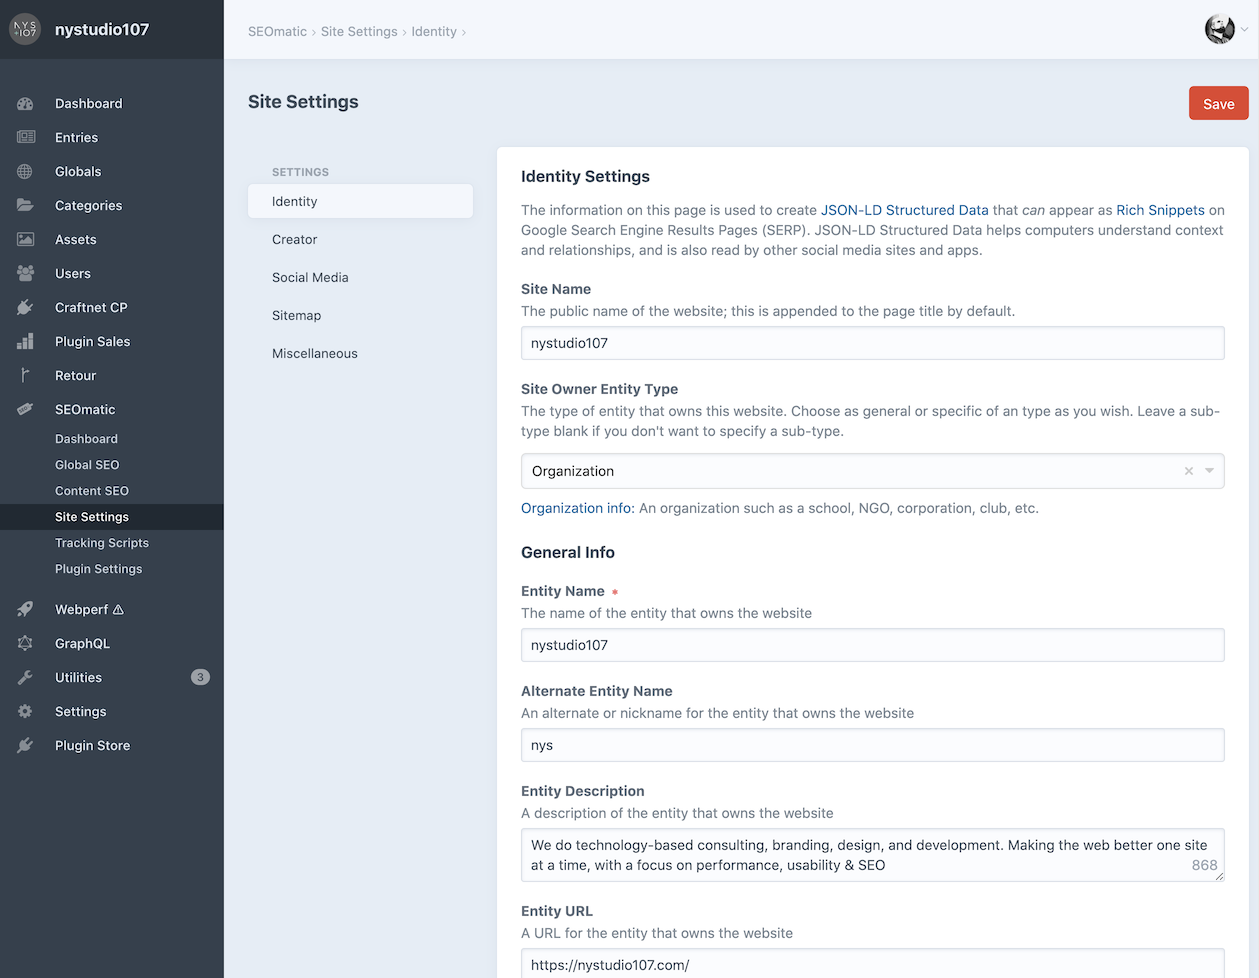 NYS
+107
nystudio107
SEOmatic › Site Settings › Identity ›
Site Settings
Save
Dashboard
Entries
Globals
Categories
Assets
Users
Craftnet CP
Plugin Sales
Retour
SEOmatic
Dashboard
Global SEO
Content SEO
Site Settings
Tracking Scripts
Plugin Settings
Webperf ⚠
GraphQL
Utilities 3
Settings
Plugin Store
SETTINGS
Identity
Creator
Social Media
Sitemap
Miscellaneous
Identity Settings
The information on this page is used to create JSON-LD Structured Data that can appear as Rich Snippets on
Google Search Engine Results Pages (SERP). JSON-LD Structured Data helps computers understand context
and relationships, and is also read by other social media sites and apps.
Site Name
The public name of the website; this is appended to the page title by default.
nystudio107
Site Owner Entity Type
The type of entity that owns this website. Choose as general or specific of an type as you wish. Leave a sub-
type blank if you don't want to specify a sub-type.
Organization
Organization info: An organization such as a school, NGO, corporation, club, etc.
General Info
Entity Name
The name of the entity that owns the website
nystudio107
Alternate Entity Name
An alternate or nickname for the entity that owns the website
nys
Entity Description
A description of the entity that owns the website
We do technology-based consulting, branding, design, and development. Making the web better one site
at a time, with a focus on performance, usability & SEO
868
Entity URL
A URL for the entity that owns the website
https://nystudio107.com/